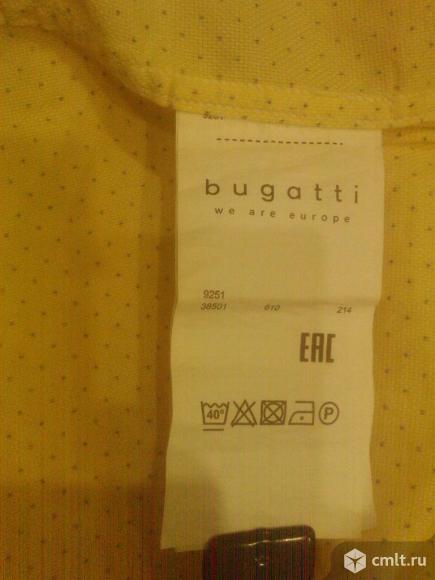 bugatti
we are europe
9251
38501 610 214
EAC
40° P
cmlt.ru